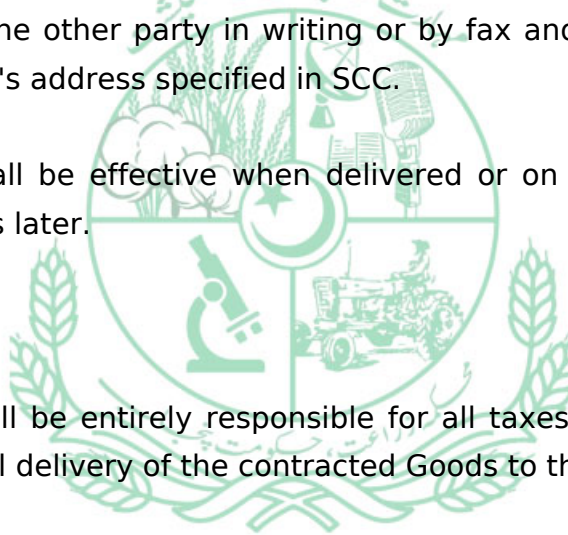 ne other party in writing or by fax and
's address specified in SCC.
all be effective when delivered or on
s later.
ll be entirely responsible for all taxes
l delivery of the contracted Goods to th